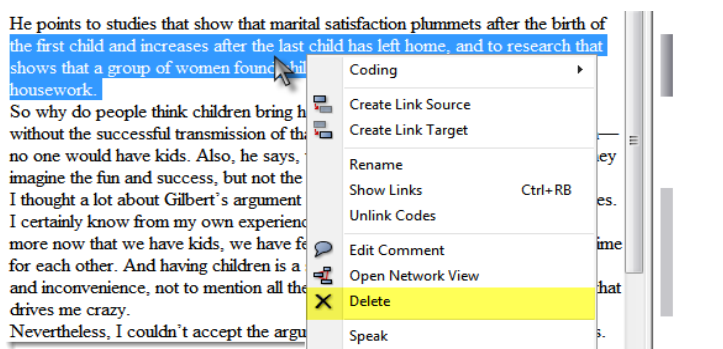 He points to studies that show that marital satisfaction plummets after the birth of
the first child and increases after the last child has left home, and to research that
shows that a group of women found hil
housework.
So why do people think children bring h
without the successful transmission of tha —
no one would have kids. Also, he says, ey
imagine the fun and success, but not the
I thought a lot about Gilbert's argument es.
I certainly know from my own experienc
more now that we have kids, we have fe ime
for each other. And having children is a
and inconvenience, not to mention all the hat
drives me crazy.
Nevertheless, I couldn't accept the argu s.
Coding
Create Link Source
Create Link Target
Rename
Show Links Ctrl+RB
Unlink Codes
Edit Comment
Open Network View
Delete
Speak